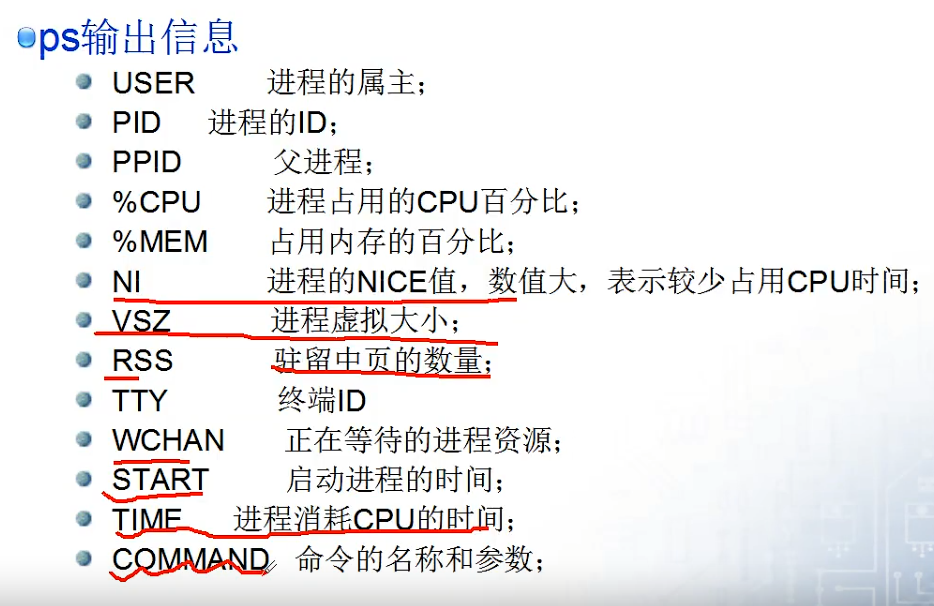 ps输出信息
USER 进程的属主；
PID 进程的ID；
PPID 父进程；
%CPU 进程占用的CPU百分比；
%MEM 占用内存的百分比；
NI 进程的NICE值，数值大，表示较少占用CPU时间；
VSZ 进程虚拟大小；
RSS 驻留中页的数量；
TTY 终端ID
WCHAN 正在等待的进程资源；
START 启动进程的时间；
TIME 进程消耗CPU的时间；
COMMAND 命令的名称和参数；